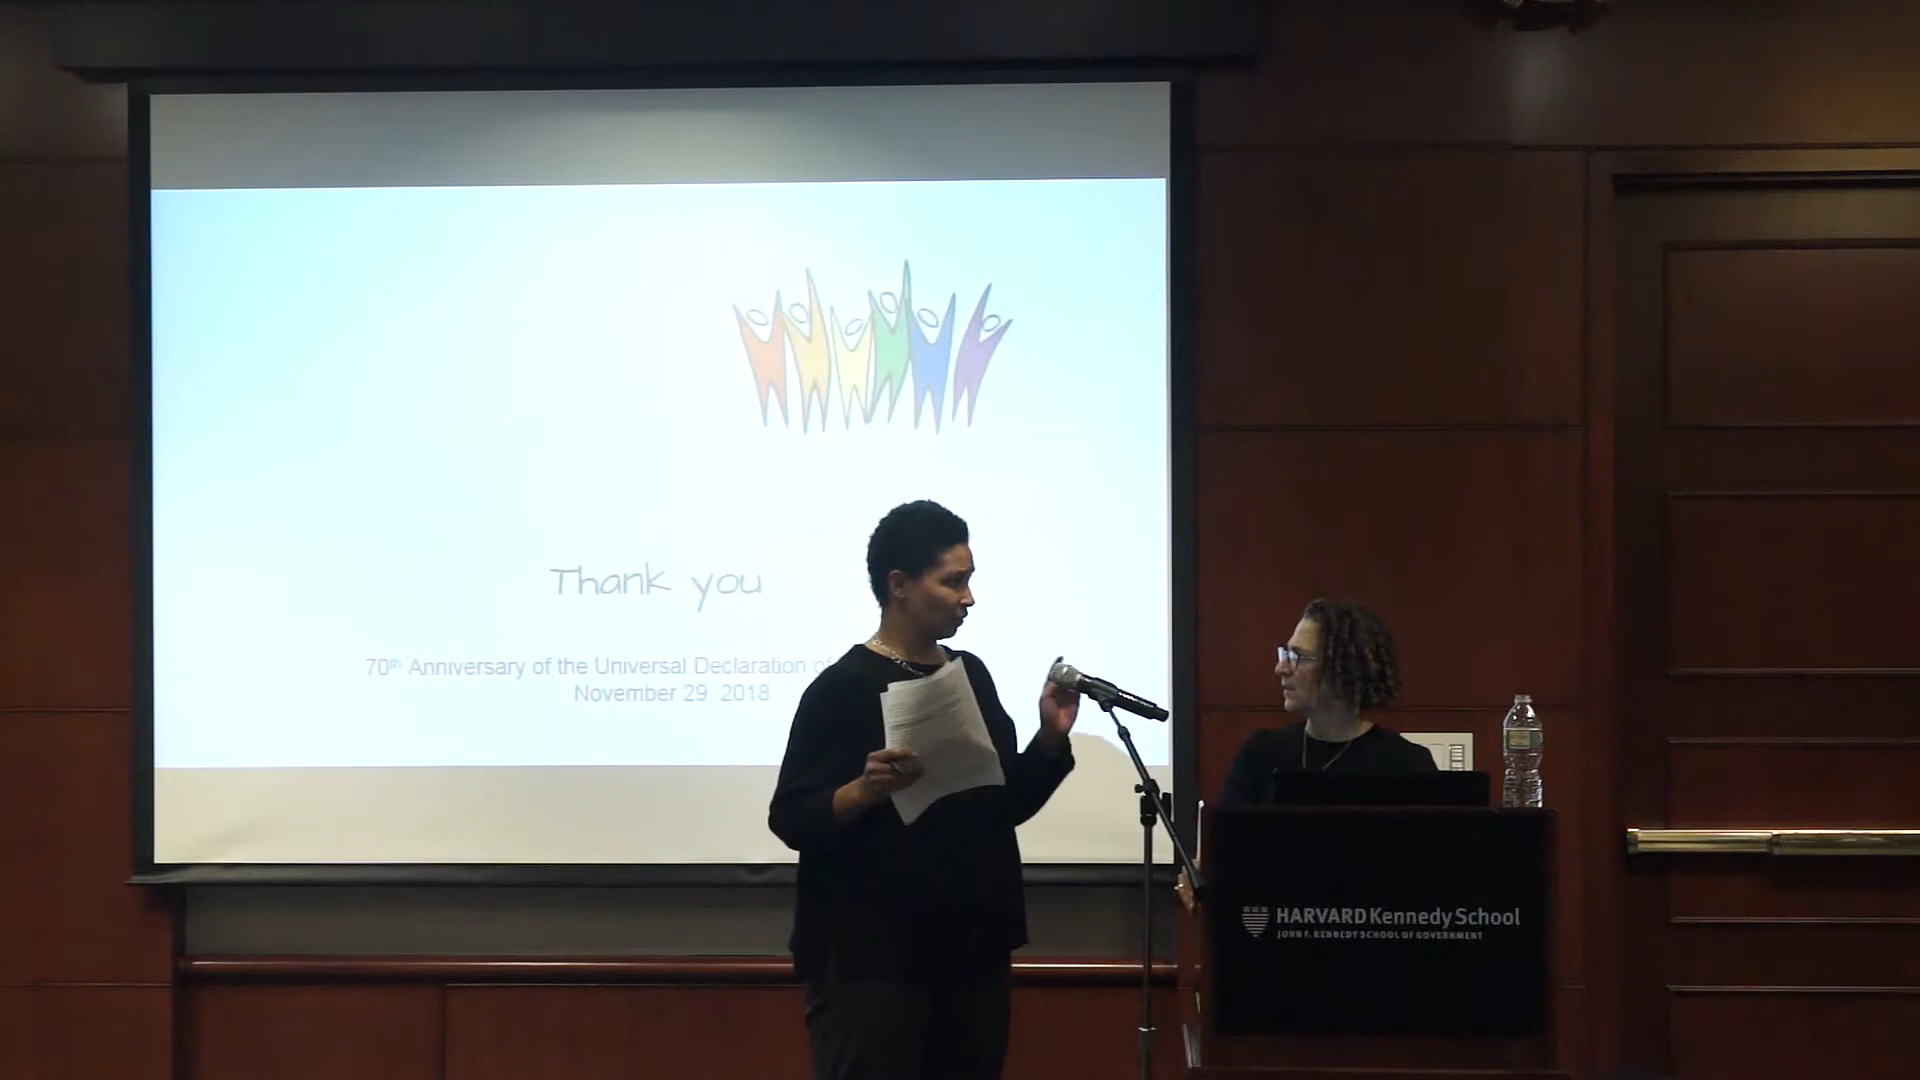 Thank you
70th Anniversary of the Universal Declaration of
November 29, 2018
HARVARD Kennedy School
JOHN F. KENNEDY SCHOOL OF GOVERNMENT